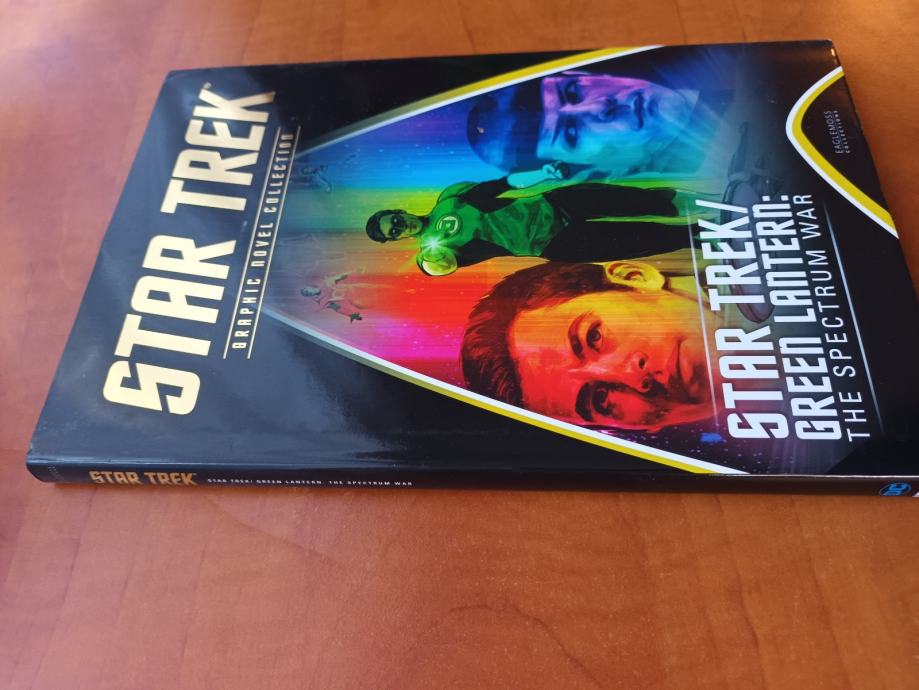 STAR TREK®
GRAPHIC NOVEL COLLECTION
STAR TREK/
GREEN LANTERN:
THE SPECTRUM WAR
EAGLEMOSS
COLLECTIONS
STAR TREK
STAR TREK/ GREEN LANTERN: THE SPECTRUM WAR
DC